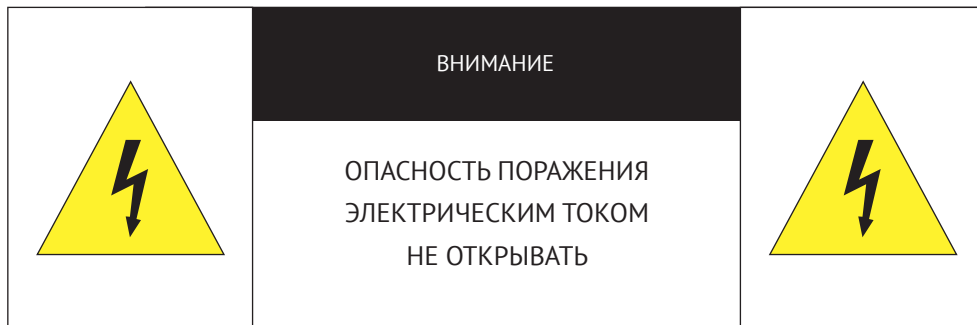 ВНИМАНИЕ
ОПАСНОСТЬ ПОРАЖЕНИЯ
ЭЛЕКТРИЧЕСКИМ ТОКОМ
НЕ ОТКРЫВАТЬ